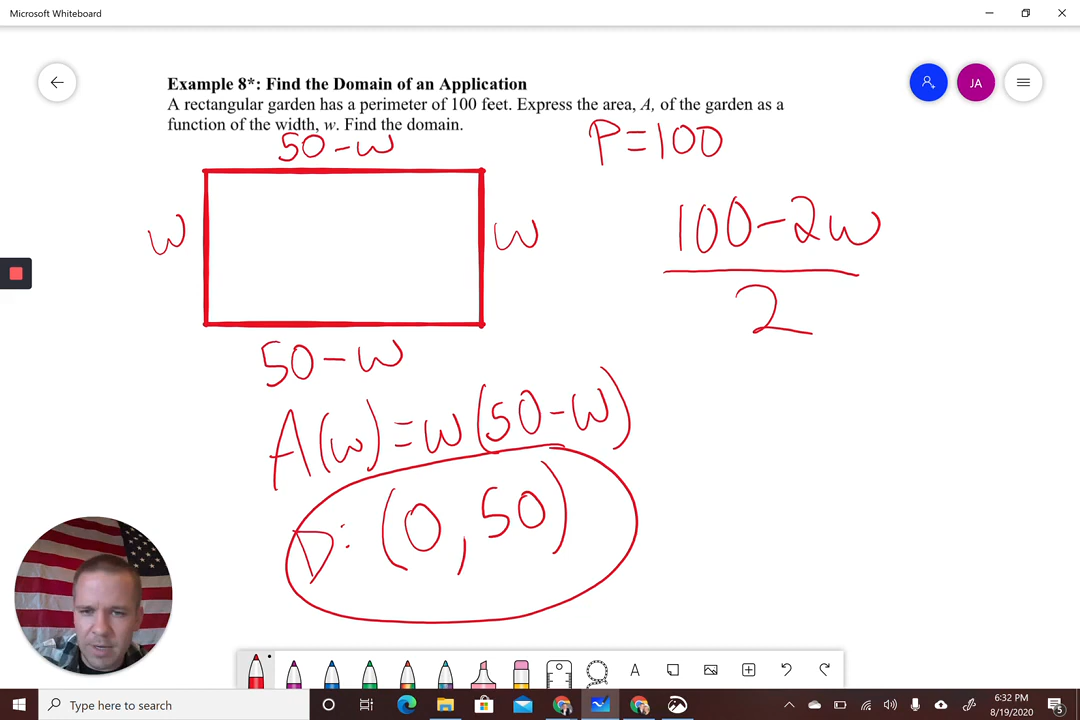 Microsoft Whiteboard
JA
Example 8*: Find the Domain of an Application
A rectangular garden has a perimeter of 100 feet. Express the area, A, of the garden as a
function of the width, w. Find the domain.
50-w
P=100
w
w
100-2w
2
50-w
A(w)=w(50-w)
D: (0, 50)
A
Type here to search
6:32 PM
8/19/2020
5